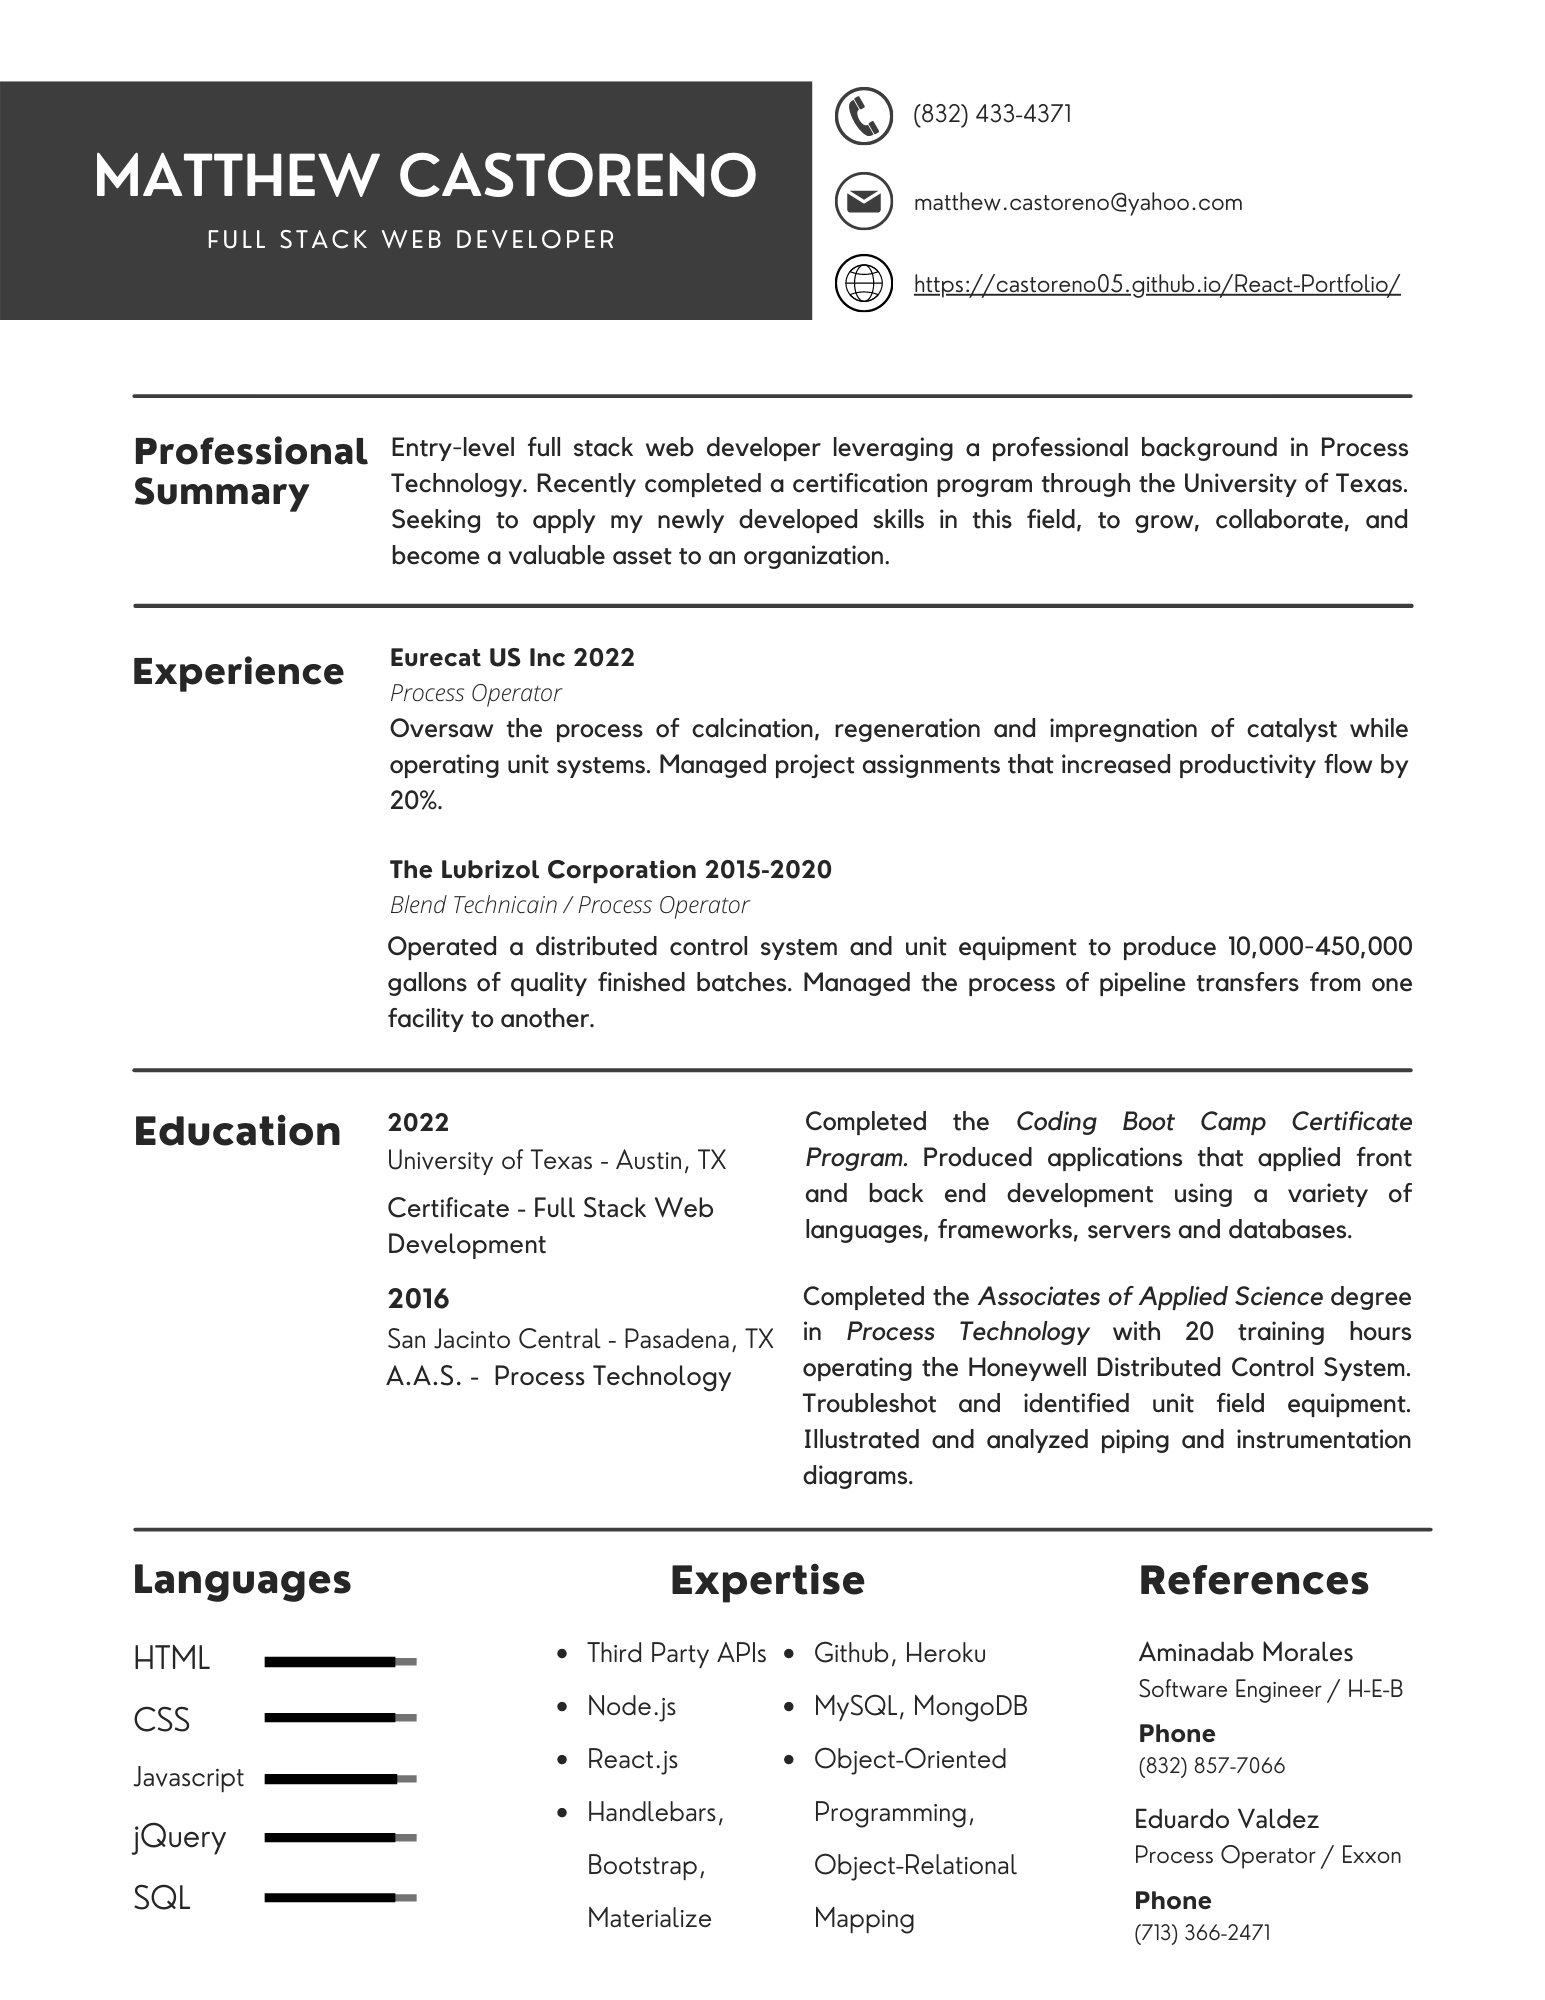 MATTHEW CASTORENO
FULL STACK WEB DEVELOPER
(832) 433-4371
matthew.castoreno@yahoo.com
https://castoreno05.github.io/React-Portfolio/
Professional
Summary
Entry-level full stack web developer leveraging a professional background in Process
Technology. Recently completed a certification program through the University of Texas.
Seeking to apply my newly developed skills in this field, to grow, collaborate, and
become a valuable asset to an organization.
Experience
Eurecat US Inc 2022
Process Operator
Oversaw the process of calcination, regeneration and impregnation of catalyst while
operating unit systems. Managed project assignments that increased productivity flow by
20%.
The Lubrizol Corporation 2015-2020
Blend Technicain / Process Operator
Operated a distributed control system and unit equipment to produce 10,000-450,000
gallons of quality finished batches. Managed the process of pipeline transfers from one
facility to another.
Education
2022
University of Texas - Austin, TX
Certificate - Full Stack Web
Development
Completed the Coding Boot Camp Certificate
Program. Produced applications that applied front
and back end development using a variety of
languages, frameworks, servers and databases.
2016
San Jacinto Central - Pasadena, TX
A.A.S. - Process Technology
Completed the Associates of Applied Science degree
in Process Technology with 20 training hours
operating the Honeywell Distributed Control System.
Troubleshot and identified unit field equipment.
Illustrated and analyzed piping and instrumentation
diagrams.
Languages
HTML
CSS
Javascript
jQuery
SQL
Expertise
• Third Party APIs
• Node.js
• React.js
• Handlebars,
Bootstrap,
Materialize
• Github, Heroku
• MySQL, MongoDB
• Object-Oriented
Programming,
Object-Relational
Mapping
References
Aminadab Morales
Software Engineer / H-E-B
Phone
(832) 857-7066
Eduardo Valdez
Process Operator / Exxon
Phone
(713) 366-2471